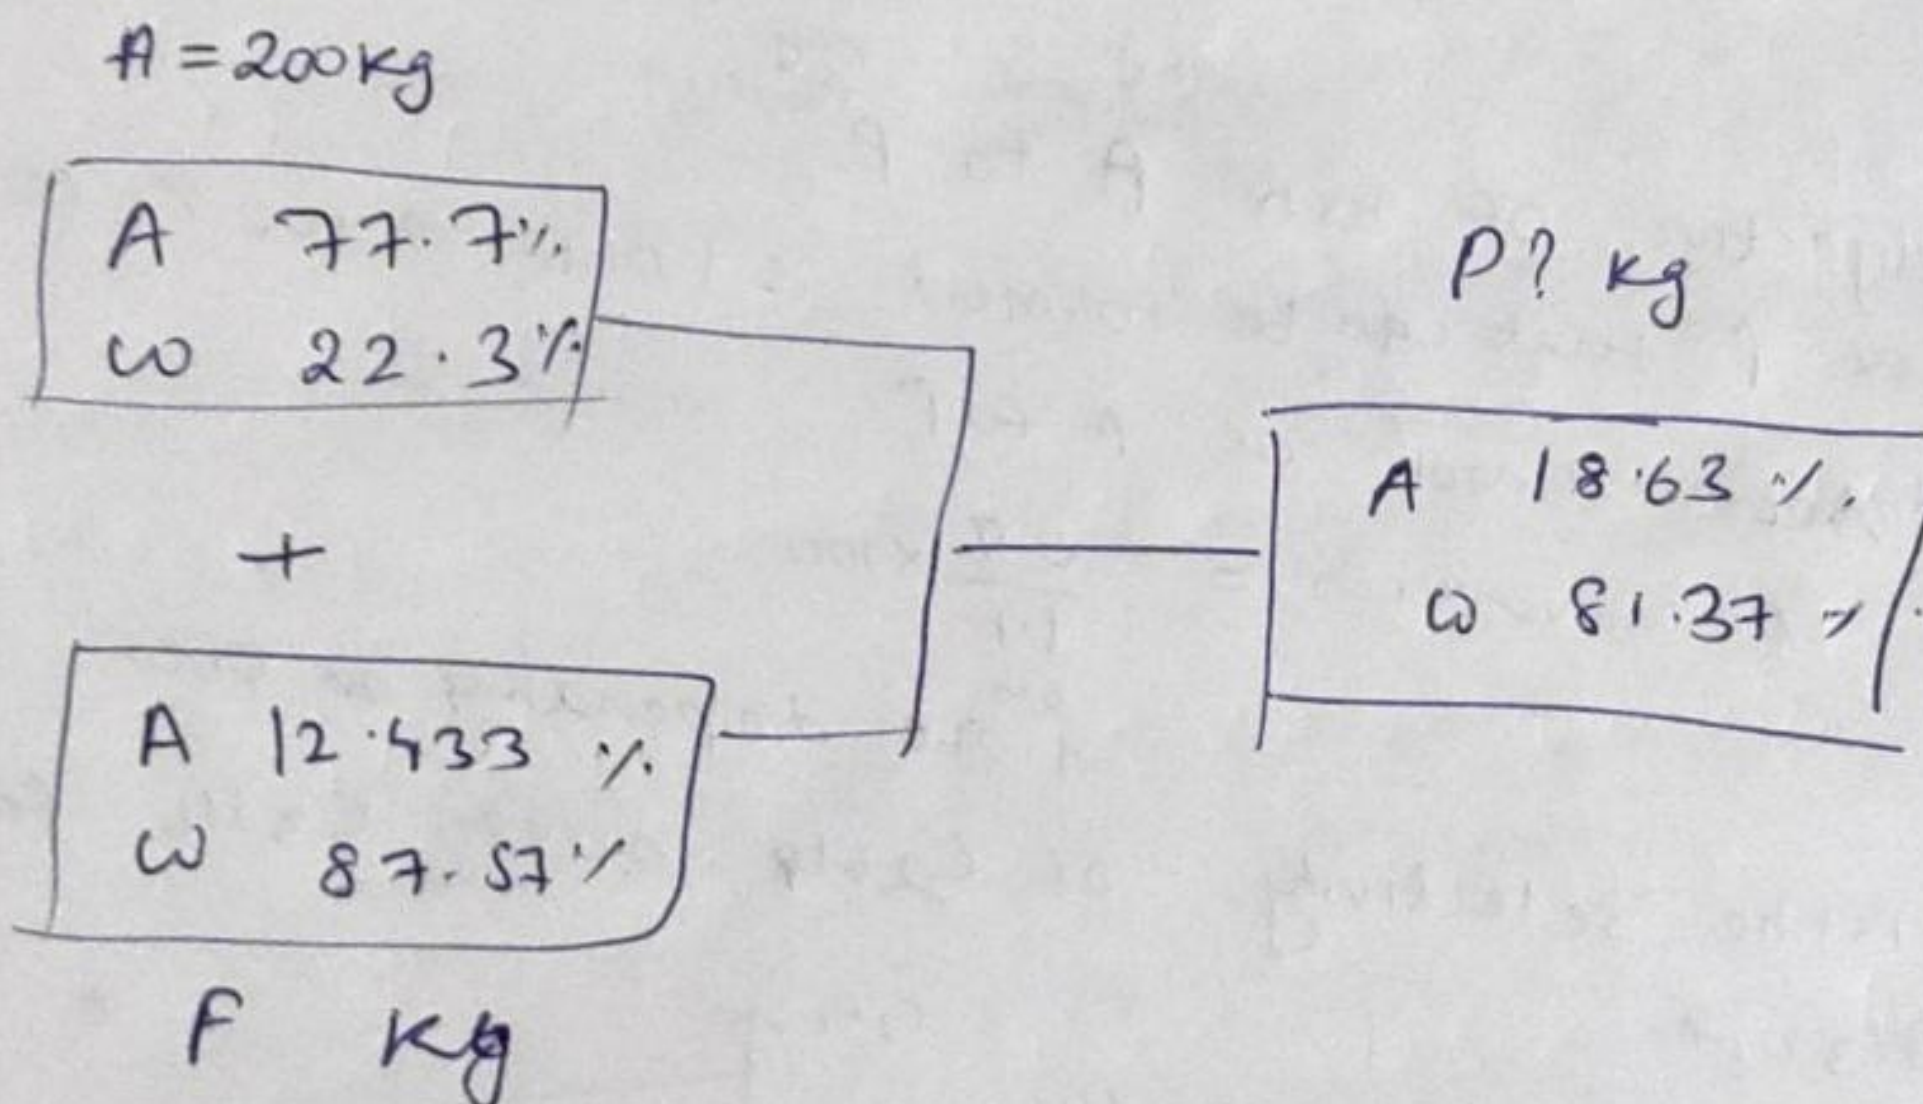 A = 200 kg
A 77.7%
W 22.3%
+
A 12.433 %
W 87.57%
F kg
P? kg
A 18.63 %.
W 81.37 %